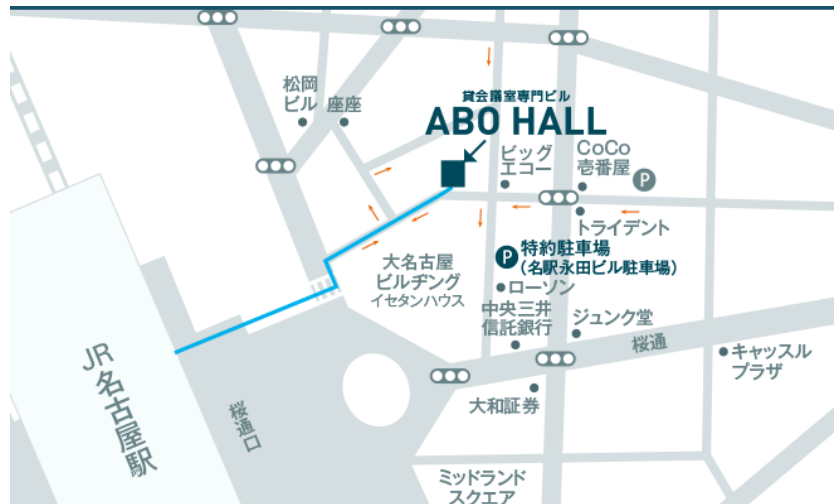 松岡
ビル
座座
貸会議室専門ビル
ABO HALL
ビッグ
エコー
CoCo
壱番屋
P
トライデント
特約駐車場
P
(名駅永田ビル駐車場)
大名古屋
ビルヂング
イセタンハウス
ローソン
中央三井
信託銀行
ジュンク堂
桜通
キャッスル
プラザ
大和証券
JR名古屋駅
桜通口
ミッドランド
スクエア